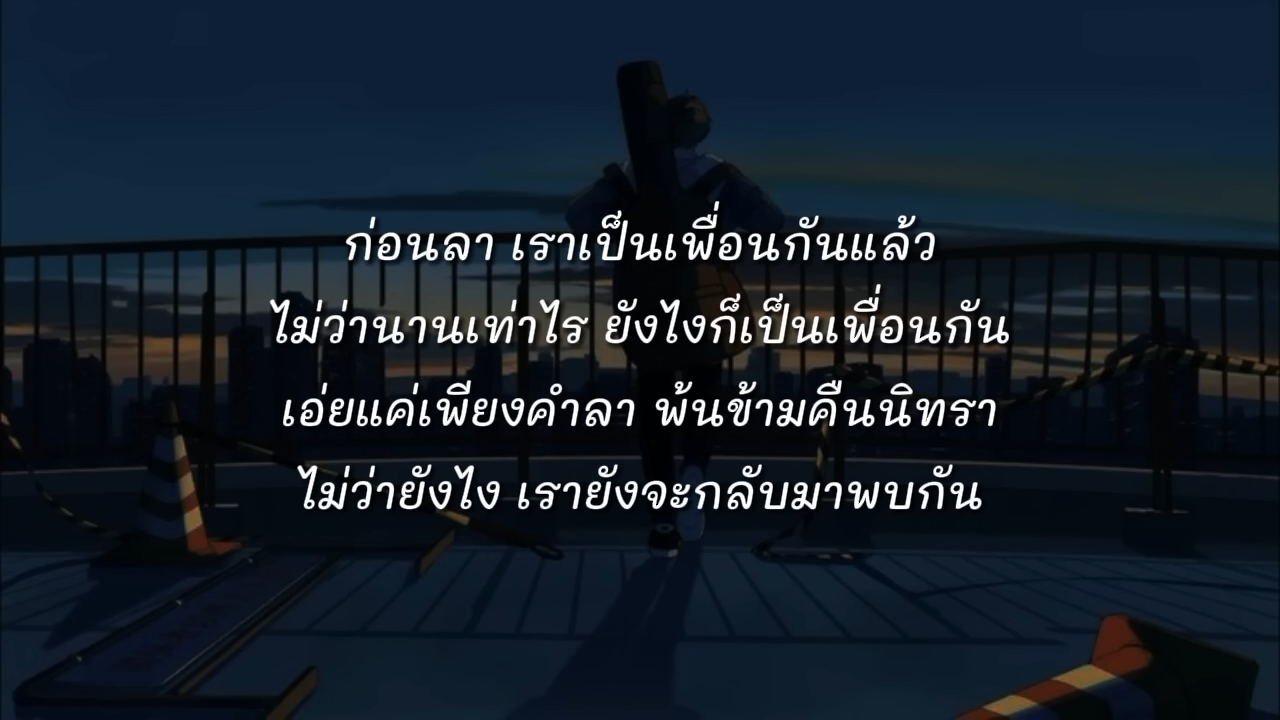 ก่อนลา เราเป็นเพื่อนกันแล้ว
ไม่ว่านานเท่าไร ยังไงก็เป็นเพื่อนกัน
เอ่ยแค่เพียงคำลา พ้นข้ามคืนนิทรา
ไม่ว่ายังไง เรายังจะกลับมาพบกัน